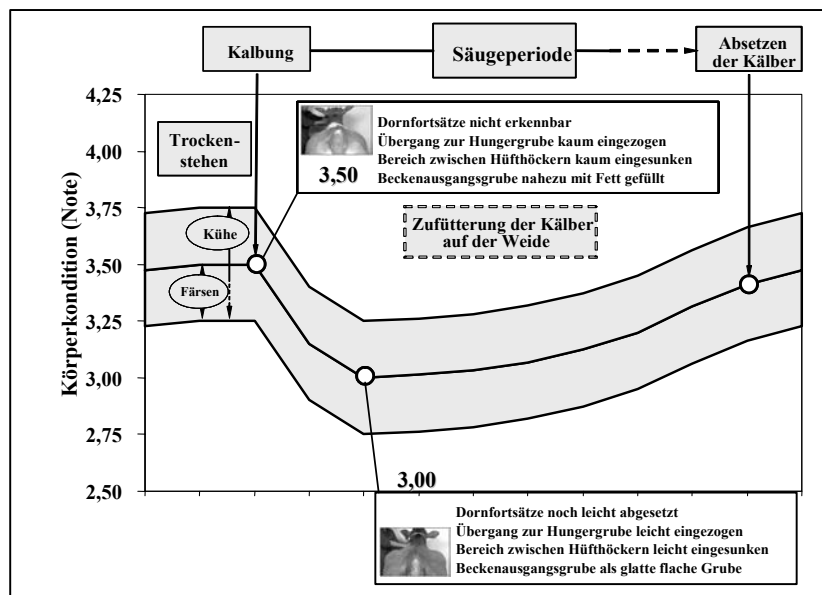 Kalbung
Säugeperiode
Absetzen
der Kälber
4,25
4,00
3,75
3,50
3,25
3,00
2,75
2,50
Körperkondition (Note)
Trocken-
stehen
Dornfortsätze nicht erkennbar
Übergang zur Hungergrube kaum eingezogen
Bereich zwischen Hüfthöckern kaum eingesunken
3,50
Beckenausgangsgrube nahezu mit Fett gefüllt
Kühe
Färsen
Zufütterung der Kälber
auf der Weide
3,00
Dornfortsätze noch leicht abgesetzt
Übergang zur Hungergrube leicht eingezogen
Bereich zwischen Hüfthöckern leicht eingesunken
Beckenausgangsgrube als glatte flache Grube